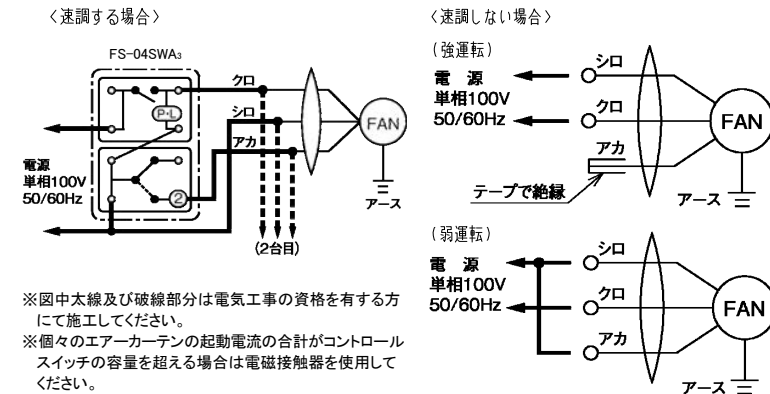 〈速調する場合〉
FS-04SWA₃
P・L
2
電源
単相100V
50/60Hz
クロ
シロ
アカ
FAN
アース
(2台目)
※図中太線及び破線部分は電気工事の資格を有する方
にて施工してください。
※個々のエアーカーテンの起動電流の合計がコントロール
スイッチの容量を超える場合は電磁接触器を使用して
ください。
〈速調しない場合〉
(強運転)
電 源
単相100V
50/60Hz
シロ
クロ
アカ
テープで絶縁
FAN
アース
(弱運転)
電 源
単相100V
50/60Hz
シロ
クロ
アカ
FAN
アース